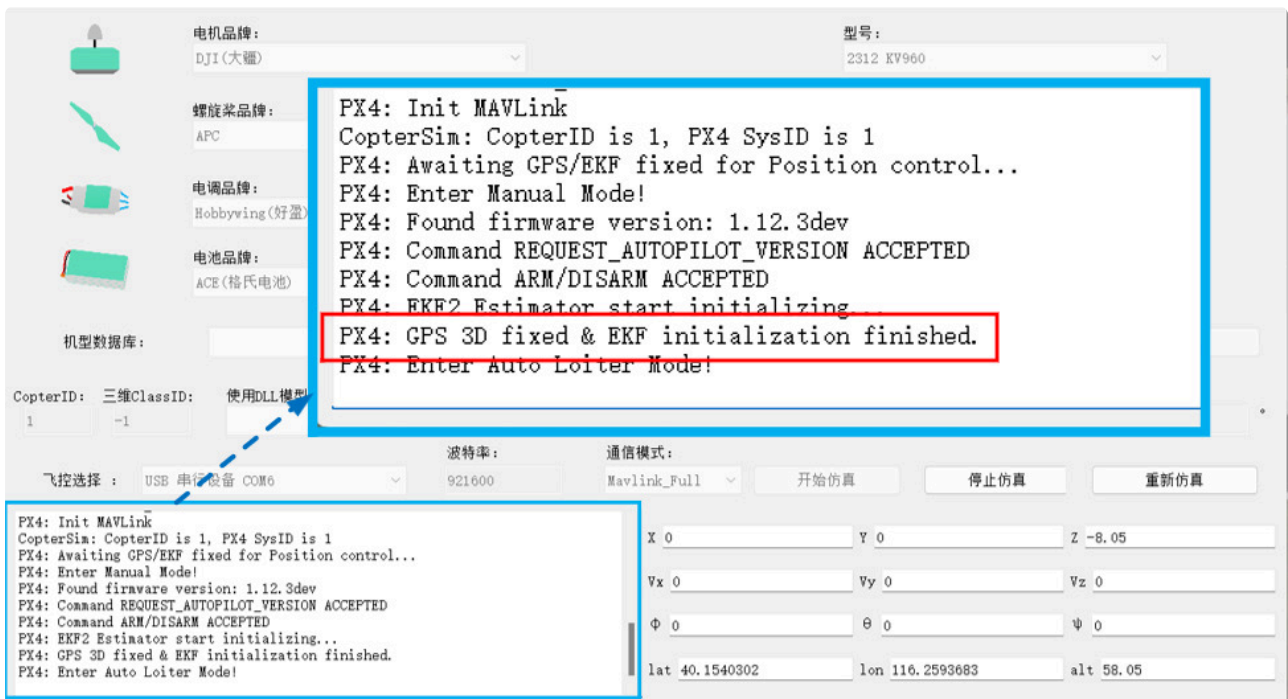 电机品牌： 型号：
DJI(大疆) 2312 KV960
螺旋桨品牌：
APC
电调品牌：
Hobbywing(好盈)
电池品牌：
ACE(格氏电池)
机型数据库：
PX4: Init MAVLink
CopterSim: CopterID is 1, PX4 SysID is 1
PX4: Awaiting GPS/EKF fixed for Position control...
PX4: Enter Manual Mode!
PX4: Found firmware version: 1.12.3dev
PX4: Command REQUEST_AUTOPILOT_VERSION ACCEPTED
PX4: Command ARM/DISARM ACCEPTED
PX4: EKF2 Estimator start initializing...
PX4: GPS 3D fixed & EKF initialization finished.
PX4: Enter Auto Loiter Mode!
CopterID： 三维ClassID： 使用DLL模型
1 -1
波特率： 通信模式：
飞控选择 ： USB 串行设备 COM6 921600 Mavlink_Full 开始仿真 停止仿真 重新仿真
PX4: Init MAVLink
CopterSim: CopterID is 1, PX4 SysID is 1
PX4: Awaiting GPS/EKF fixed for Position control...
PX4: Enter Manual Mode!
PX4: Found firmware version: 1.12.3dev
PX4: Command REQUEST_AUTOPILOT_VERSION ACCEPTED
PX4: Command ARM/DISARM ACCEPTED
PX4: EKF2 Estimator start initializing...
PX4: GPS 3D fixed & EKF initialization finished.
PX4: Enter Auto Loiter Mode!
X 0 Y 0 Z -8.05
Vx 0 Vy 0 Vz 0
Φ 0 θ 0 Ψ 0
lat 40.1540302 lon 116.2593683 alt 58.05